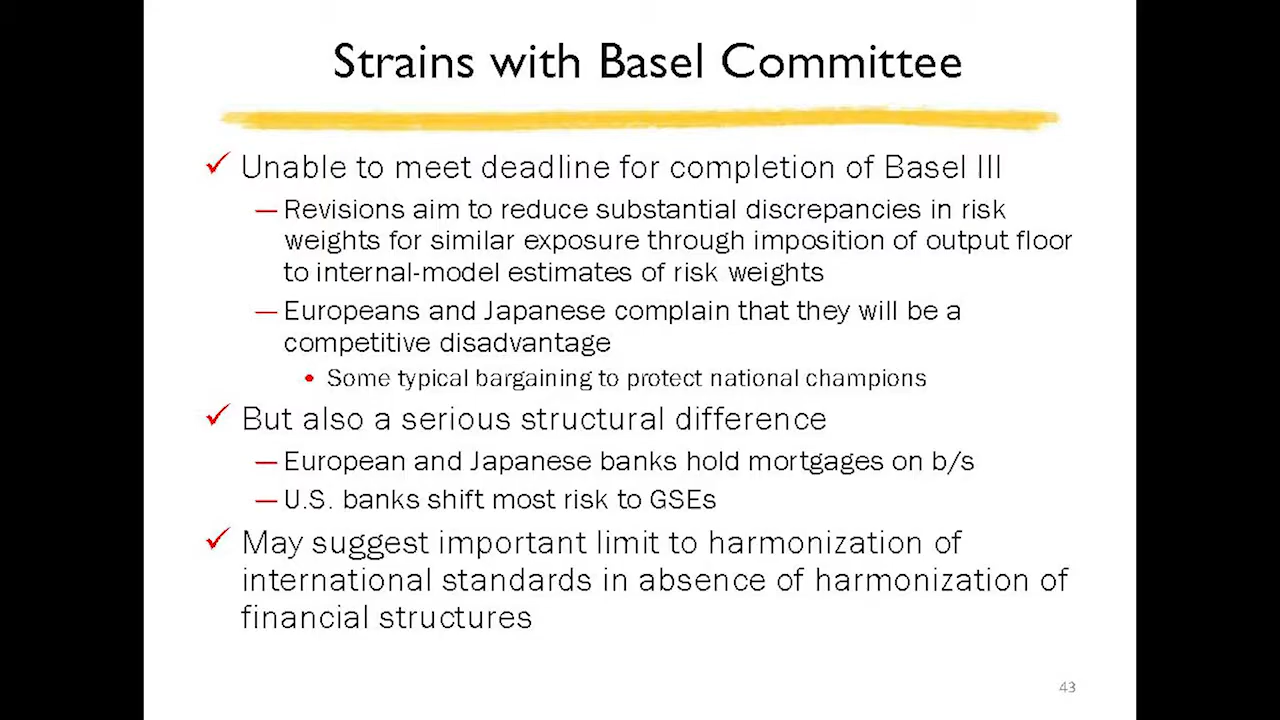 Strains with Basel Committee
✓ Unable to meet deadline for completion of Basel III
— Revisions aim to reduce substantial discrepancies in risk
weights for similar exposure through imposition of output floor
to internal-model estimates of risk weights
— Europeans and Japanese complain that they will be a
competitive disadvantage
• Some typical bargaining to protect national champions
✓ But also a serious structural difference
— European and Japanese banks hold mortgages on b/s
— U.S. banks shift most risk to GSEs
✓ May suggest important limit to harmonization of
international standards in absence of harmonization of
financial structures
43